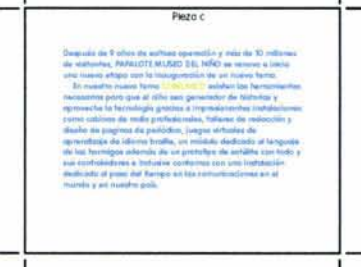 Pieza c
Después de 9 años de exitosa operación y más de 10 millones
de visitantes, PAPALOTE MUSEO DEL NIÑO se renueva e inicia
una nueva etapa con la inauguración de un nuevo tema.
En nuestro nuevo tema COMUNICO existen las herramientas
necesarias para que el niño sea generador de historias y
aproveche la tecnología gracias a impresionantes instalaciones
como cabinas de radio profesionales, talleres de redacción y
diseño de paginas de periódico, juegos virtuales de
aprendizaje de idioma braille, un módulo dedicado al lenguaje
de las hormigas además de un prototipo de satélite con todo y
sus controladores e inclusive contamos con una instalación
dedicada al paso del tiempo en las comunicaciones en el
mundo y en nuestro país.